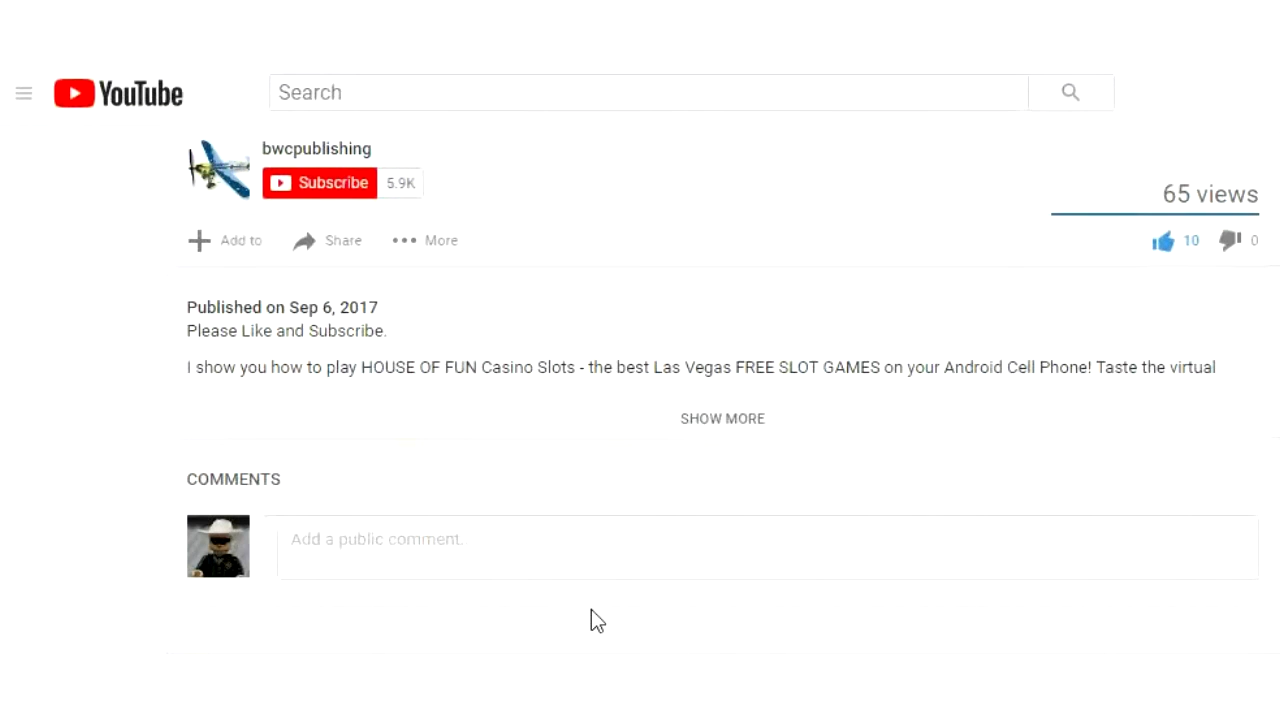 YouTube
Search
bwcpublishing
Subscribe 5.9K
65 views
Add to Share More
10 0
Published on Sep 6, 2017
Please Like and Subscribe.
I show you how to play HOUSE OF FUN Casino Slots - the best Las Vegas FREE SLOT GAMES on your Android Cell Phone! Taste the virtual
SHOW MORE
COMMENTS
Add a public comment.